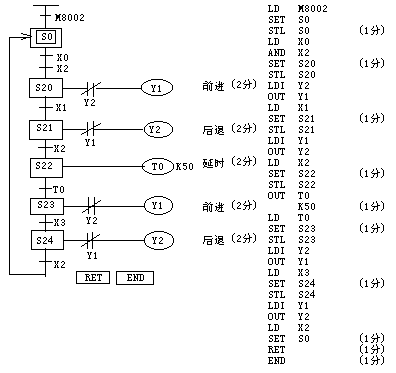 M8002
S0
X0
X2
S20
Y2
Y1
前进 (2分)
X1
S21
Y1
Y2
后退 (2分)
X2
S22
T0 K50
延时 (2分)
T0
S23
Y2
Y1
前进 (2分)
X3
S24
Y1
Y2
后退 (2分)
X2
RET END
LD M8002
SET S0
STL S0 (1分)
LD X0
AND X2
SET S20 (1分)
STL S20
LDI Y2
OUT Y1
LD X1
SET S21 (1分)
STL S21
LDI Y1
OUT Y2
LD X2
SET S22 (1分)
STL S22
OUT T0
K50 (1分)
LD T0
SET S23 (1分)
STL S23
LDI Y2
OUT Y1
LD X3
SET S24 (1分)
STL S24
LDI Y1
OUT Y2
LD X2
SET S0 (1分)
RET (1分)
END (1分)